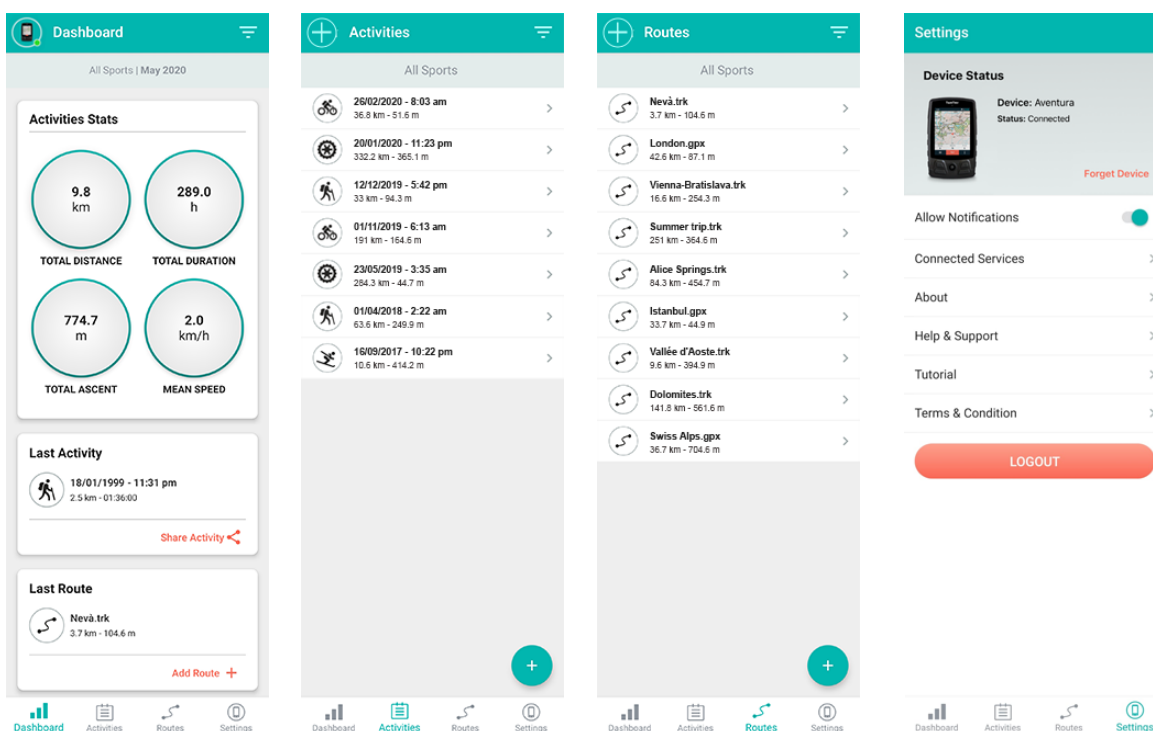 Dashboard
All Sports | May 2020
Activities Stats
9.8
km
289.0
h
TOTAL DISTANCE
TOTAL DURATION
774.7
m
2.0
km/h
TOTAL ASCENT
MEAN SPEED
Last Activity
18/01/1999 - 11:31 pm
2.5 km - 01:36:00
Share Activity
Last Route
Nevà.trk
3.7 km - 104.6 m
Add Route +
Dashboard
Activities
Routes
Settings
Activities
All Sports
26/02/2020 - 8:03 am
36.8 km - 51.6 m
20/01/2020 - 11:23 pm
332.2 km - 365.1 m
12/12/2019 - 5:42 pm
33 km - 94.3 m
01/11/2019 - 6:13 am
191 km - 164.6 m
23/05/2019 - 3:35 am
284.3 km - 44.7 m
01/04/2018 - 2:22 am
63.6 km - 249.9 m
16/09/2017 - 10:22 pm
10.6 km - 414.2 m
Dashboard
Activities
Routes
Settings
Routes
All Sports
Nevà.trk
3.7 km - 104.6 m
London.gpx
42.6 km - 87.1 m
Vienna-Bratislava.trk
16.6 km - 254.3 m
Summer trip.trk
251 km - 364.6 m
Alice Springs.trk
84.3 km - 454.7 m
Istanbul.gpx
33.7 km - 44.9 m
Vallée d'Aoste.trk
9.6 km - 394.9 m
Dolomites.trk
141.8 km - 561.6 m
Swiss Alps.gpx
36.7 km - 704.6 m
Dashboard
Activities
Routes
Settings
Settings
Device Status
Device: Aventura
Status: Connected
Forget Device
Allow Notifications
Connected Services
About
Help & Support
Tutorial
Terms & Condition
LOGOUT
Dashboard
Activities
Routes
Settings